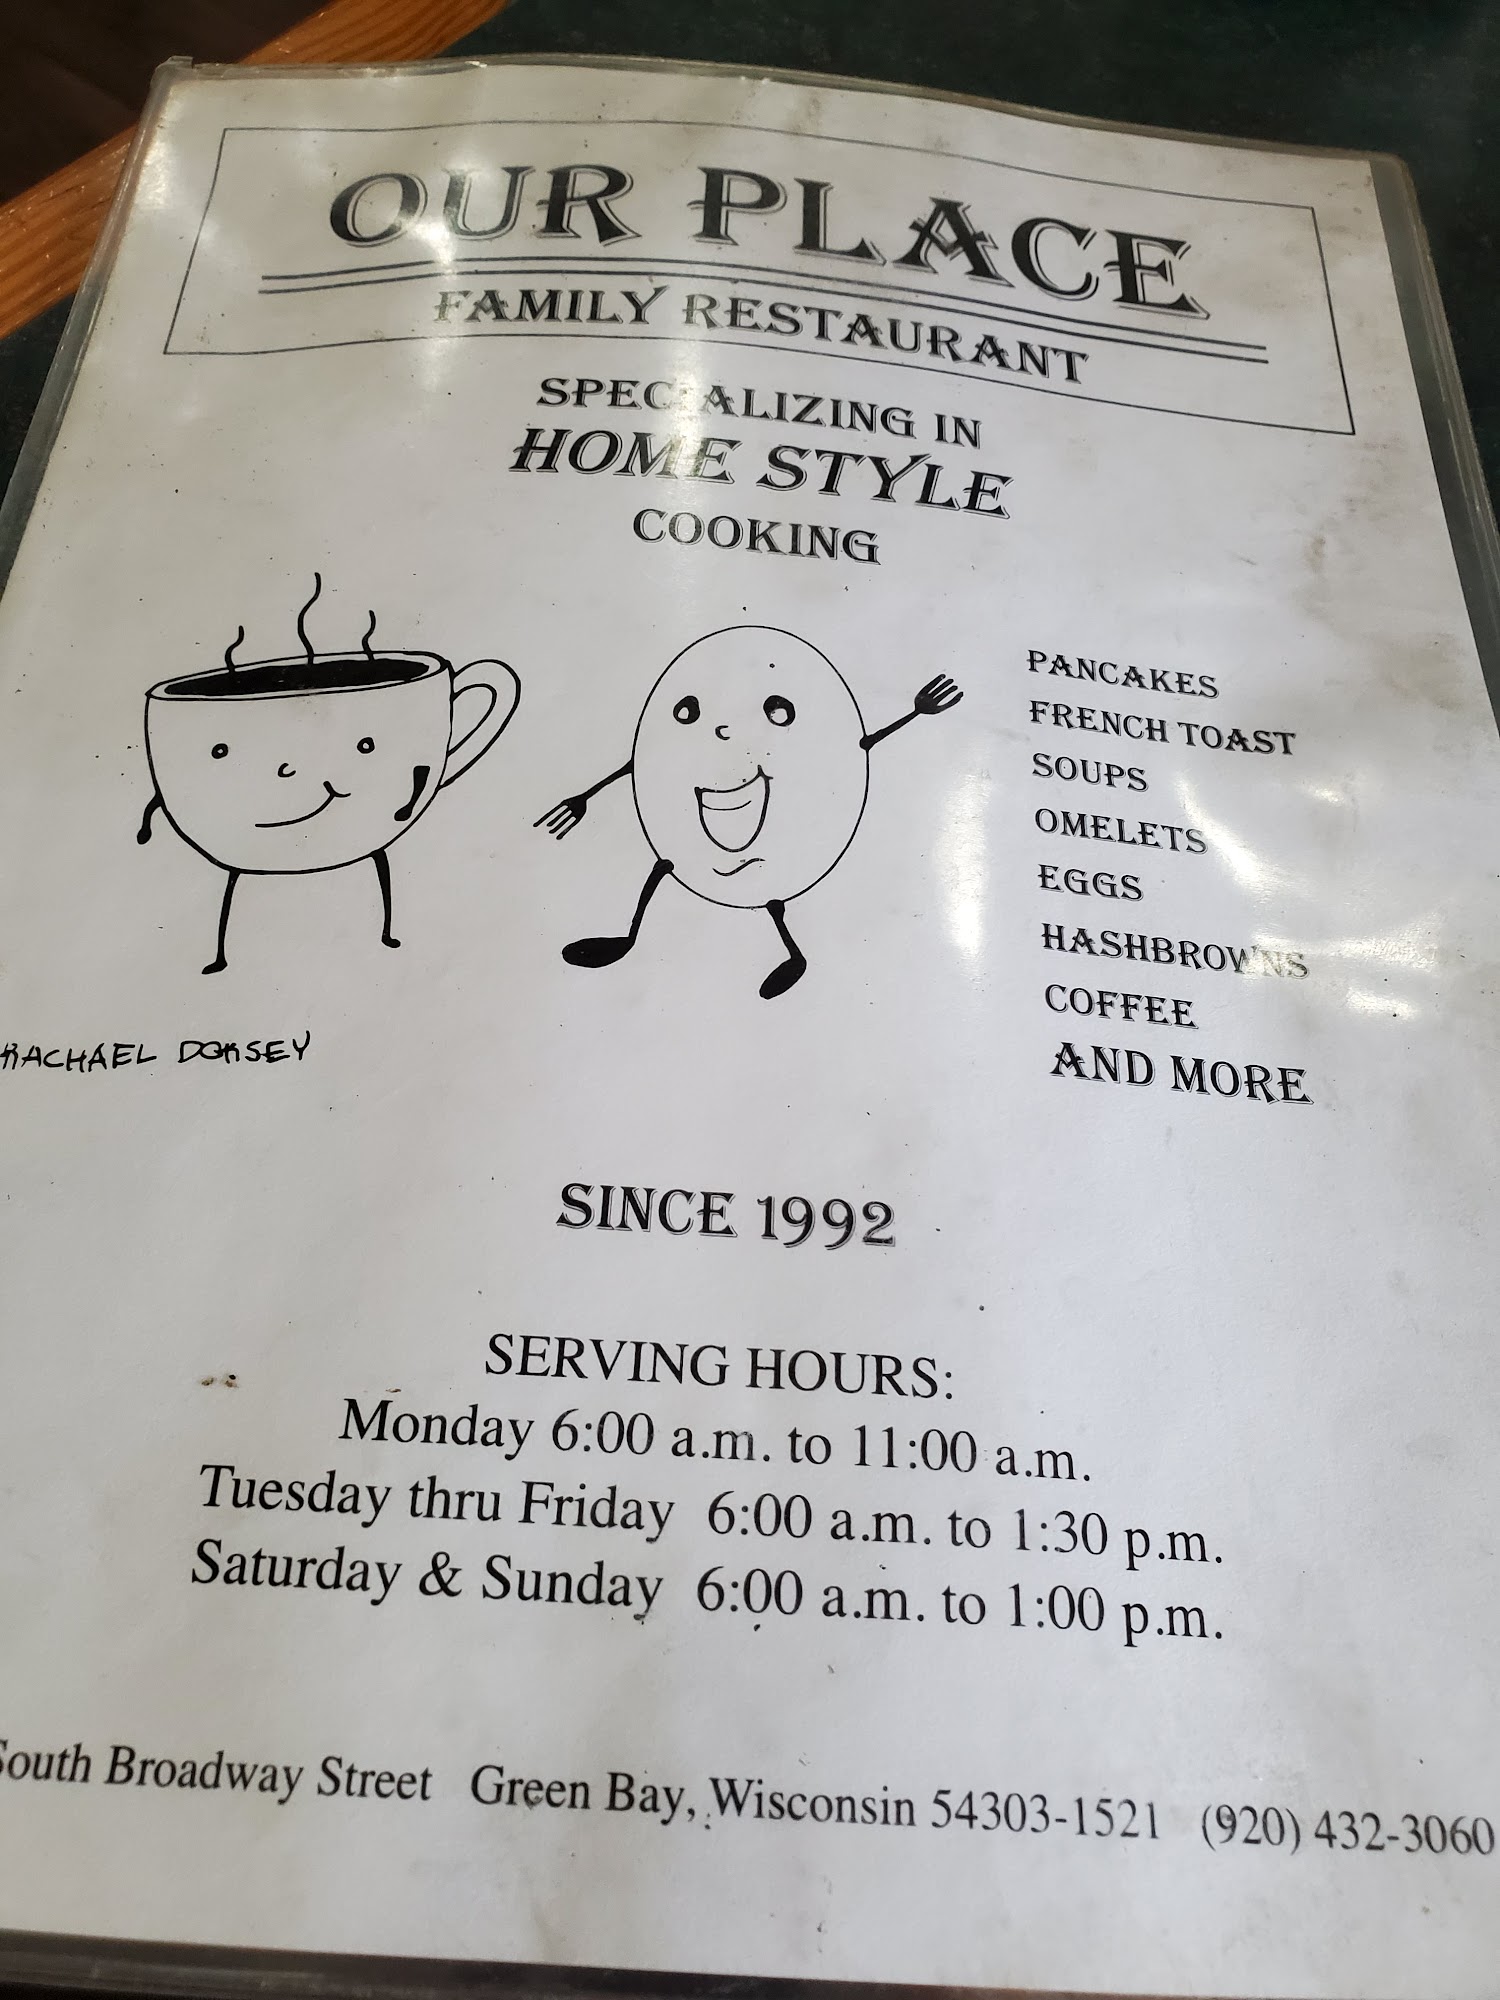 OUR PLACE
FAMILY RESTAURANT
SPECIALIZING IN
HOME STYLE
COOKING
PANCAKES
FRENCH TOAST
SOUPS
OMELETS
EGGS
HASHBROWNS
COFFEE
AND MORE
RACHAEL DORSEY
SINCE 1992
SERVING HOURS:
Monday 6:00 a.m. to 11:00 a.m.
Tuesday thru Friday 6:00 a.m. to 1:30 p.m.
Saturday & Sunday 6:00 a.m. to 1:00 p.m.
South Broadway Street Green Bay, Wisconsin 54303-1521 (920) 432-3060